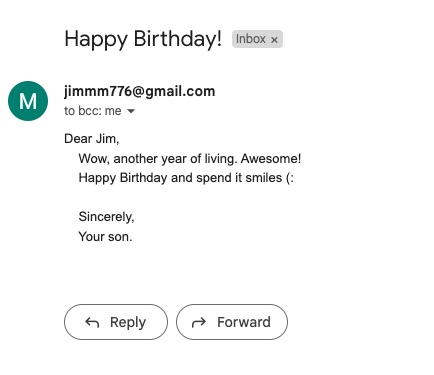 Happy Birthday!
Inbox ×
M
jimmm776@gmail.com
to bcc: me
Dear Jim,
Wow, another year of living. Awesome!
Happy Birthday and spend it smiles (:
Sincerely,
Your son.
Reply
Forward